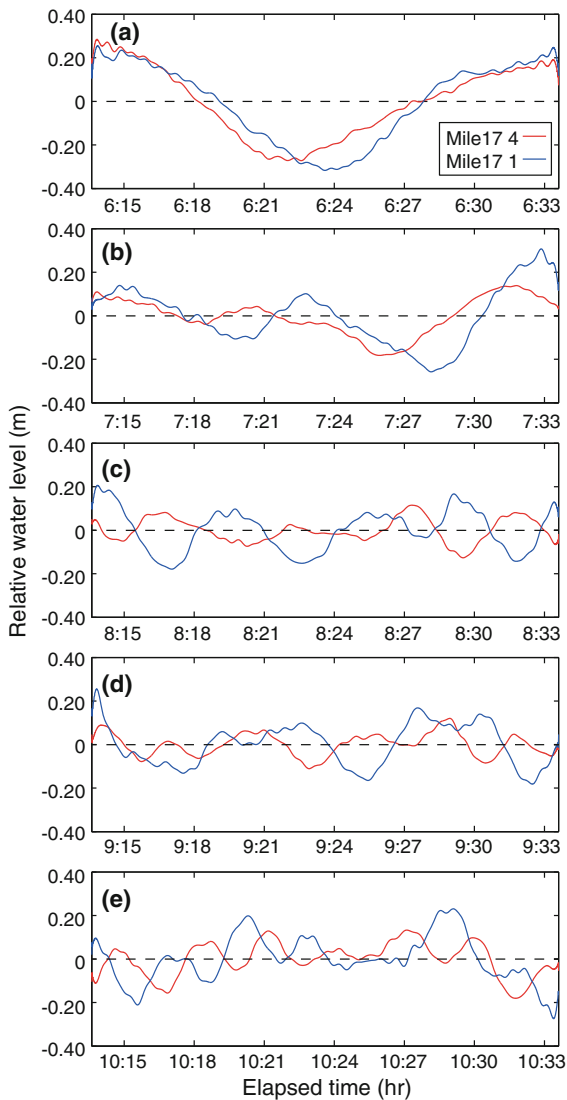 (a)
0.40
0.20
0
-0.20
-0.40
Mile17 4
Mile17 1
6:15 6:18 6:21 6:24 6:27 6:30 6:33
(b)
0.40
0.20
0
-0.20
-0.40
7:15 7:18 7:21 7:24 7:27 7:30 7:33
Relative water level (m)
(c)
0.40
0.20
0
-0.20
-0.40
8:15 8:18 8:21 8:24 8:27 8:30 8:33
(d)
0.40
0.20
0
-0.20
-0.40
9:15 9:18 9:21 9:24 9:27 9:30 9:33
(e)
0.40
0.20
0
-0.20
-0.40
10:15 10:18 10:21 10:24 10:27 10:30 10:33
Elapsed time (hr)